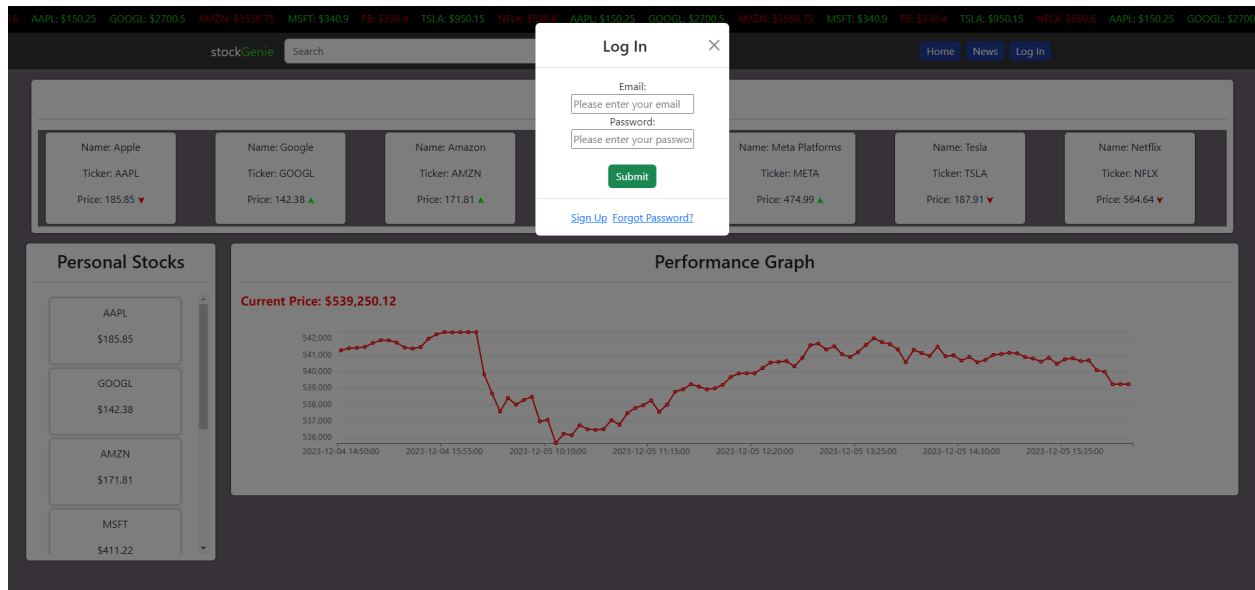 AAPL: $150.25 GOOGL: $2700.5 AMZN: $3550.75 MSFT: $340.9 FB: $330.4 TSLA: $950.15 NFLX: $580.6 AAPL: $150.25 GOOGL: $2700.5 AMZN: $3550.75 MSFT: $340.9 FB: $330.4 TSLA: $950.15 NFLX: $580.6 AAPL: $150.25 GOOGL: $2700
stockGenie Search Home News Log In
Log In
Email:
Please enter your email
Password:
Please enter your passwor
Submit
Sign Up Forgot Password?
Name: Apple
Ticker: AAPL
Price: 185.85
Name: Google
Ticker: GOOGL
Price: 142.38
Name: Amazon
Ticker: AMZN
Price: 171.81
Name: Meta Platforms
Ticker: META
Price: 474.99
Name: Tesla
Ticker: TSLA
Price: 187.91
Name: Netflix
Ticker: NFLX
Price: 564.64
Personal Stocks
AAPL
$185.85
GOOGL
$142.38
AMZN
$171.81
MSFT
$411.22
Performance Graph
Current Price: $539,250.12
542,000
541,000
540,000
539,000
538,000
537,000
536,000
2023-12-04 14:50:00 2023-12-04 15:55:00 2023-12-05 10:10:00 2023-12-05 11:15:00 2023-12-05 12:20:00 2023-12-05 13:25:00 2023-12-05 14:30:00 2023-12-05 15:35:00